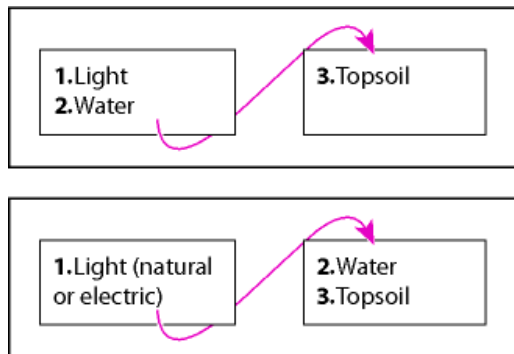 1.Light
2.Water
3.Topsoil
1.Light (natural
or electric)
2.Water
3.Topsoil